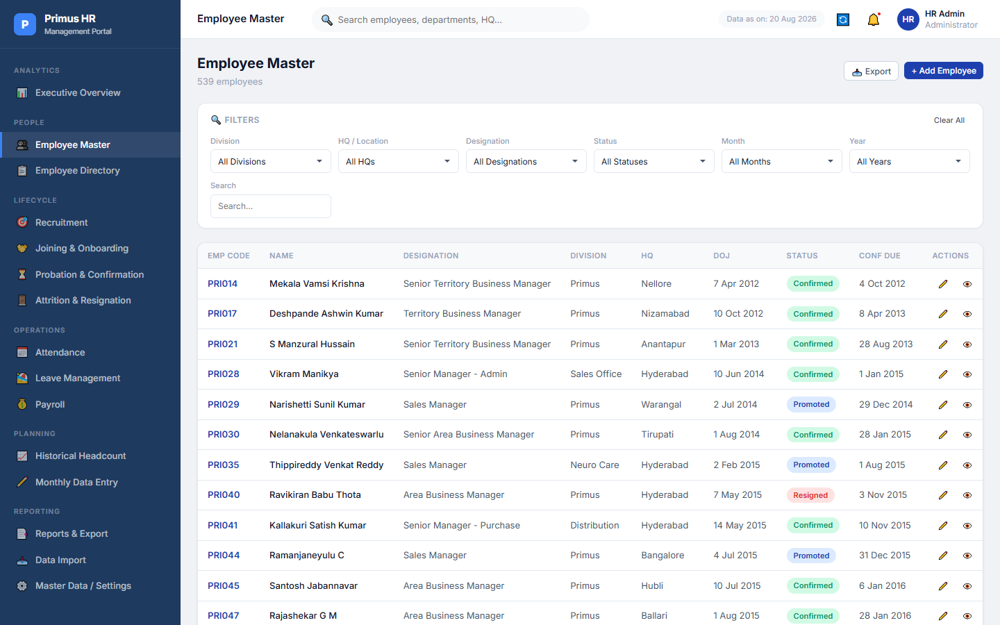 P
Primus HR
Management Portal
Employee Master
Search employees, departments, HQ...
Data as on: 20 Aug 2026
HR
HR Admin
Administrator
ANALYTICS
Executive Overview
PEOPLE
Employee Master
Employee Directory
LIFECYCLE
Recruitment
Joining & Onboarding
Probation & Confirmation
Attrition & Resignation
OPERATIONS
Attendance
Leave Management
Payroll
PLANNING
Historical Headcount
Monthly Data Entry
REPORTING
Reports & Export
Data Import
Master Data / Settings
Employee Master
539 employees
Export
+ Add Employee
FILTERS
Clear All
Division HQ / Location Designation Status Month Year
All Divisions All HQs All Designations All Statuses All Months All Years
Search
Search...
EMP CODE NAME DESIGNATION DIVISION HQ DOJ STATUS CONF DUE ACTIONS
PRI014 Mekala Vamsi Krishna Senior Territory Business Manager Primus Nellore 7 Apr 2012 Confirmed 4 Oct 2012
PRI017 Deshpande Ashwin Kumar Territory Business Manager Primus Nizamabad 10 Oct 2012 Confirmed 8 Apr 2013
PRI021 S Manzural Hussain Senior Territory Business Manager Primus Anantapur 1 Mar 2013 Confirmed 28 Aug 2013
PRI028 Vikram Manikya Senior Manager - Admin Sales Office Hyderabad 10 Jun 2014 Confirmed 1 Jan 2015
PRI029 Narishetti Sunil Kumar Sales Manager Primus Warangal 2 Jul 2014 Promoted 29 Dec 2014
PRI030 Nelanakula Venkateswarlu Senior Area Business Manager Primus Tirupati 1 Aug 2014 Confirmed 28 Jan 2015
PRI035 Thippireddy Venkat Reddy Sales Manager Neuro Care Hyderabad 2 Feb 2015 Promoted 1 Aug 2015
PRI040 Ravikiran Babu Thota Area Business Manager Primus Hyderabad 7 May 2015 Resigned 3 Nov 2015
PRI041 Kallakuri Satish Kumar Senior Manager - Purchase Distribution Hyderabad 14 May 2015 Confirmed 10 Nov 2015
PRI044 Ramanjaneyulu C Sales Manager Primus Bangalore 4 Jul 2015 Promoted 31 Dec 2015
PRI045 Santosh Jabannavar Area Business Manager Primus Hubli 10 Jul 2015 Confirmed 6 Jan 2016
PRI047 Rajashekar G M Area Business Manager Primus Ballari 1 Aug 2015 Confirmed 28 Jan 2016